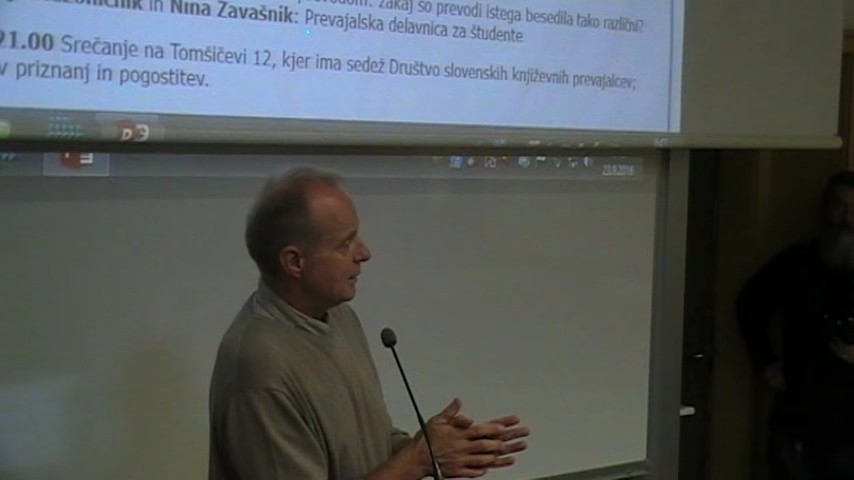 in Nina Zavašnik: Prevajalska delavnica za študente
zakaj so prevodi istega besedila tako različni?
21.00 Srečanje na Tomšičevi 12, kjer ima sedež Društvo slovenskih književnih prevajalcev;
v priznanj in pogostitev.